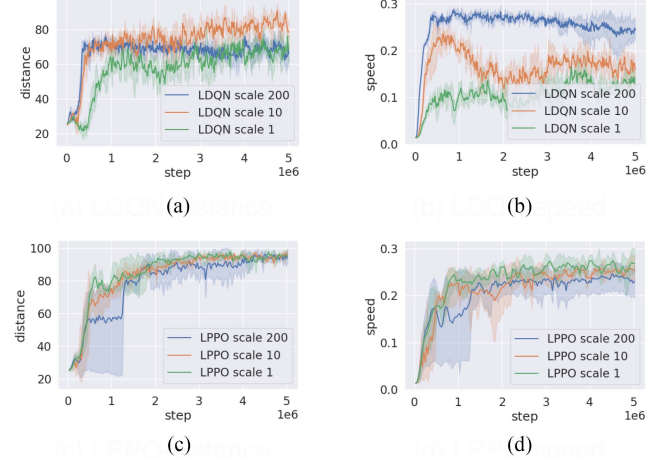 distance
80
60
40
20
LDQN scale 200
LDQN scale 10
LDQN scale 1
0 1 2 3 4 5
step
1e6
(a)
speed
0.3
0.2
0.1
0.0
LDQN scale 200
LDQN scale 10
LDQN scale 1
0 1 2 3 4 5
step
1e6
(b)
distance
100
80
60
40
20
LPPO scale 200
LPPO scale 10
LPPO scale 1
0 1 2 3 4 5
step
1e6
(c)
speed
0.3
0.2
0.1
0.0
LPPO scale 200
LPPO scale 10
LPPO scale 1
0 1 2 3 4 5
step
1e6
(d)